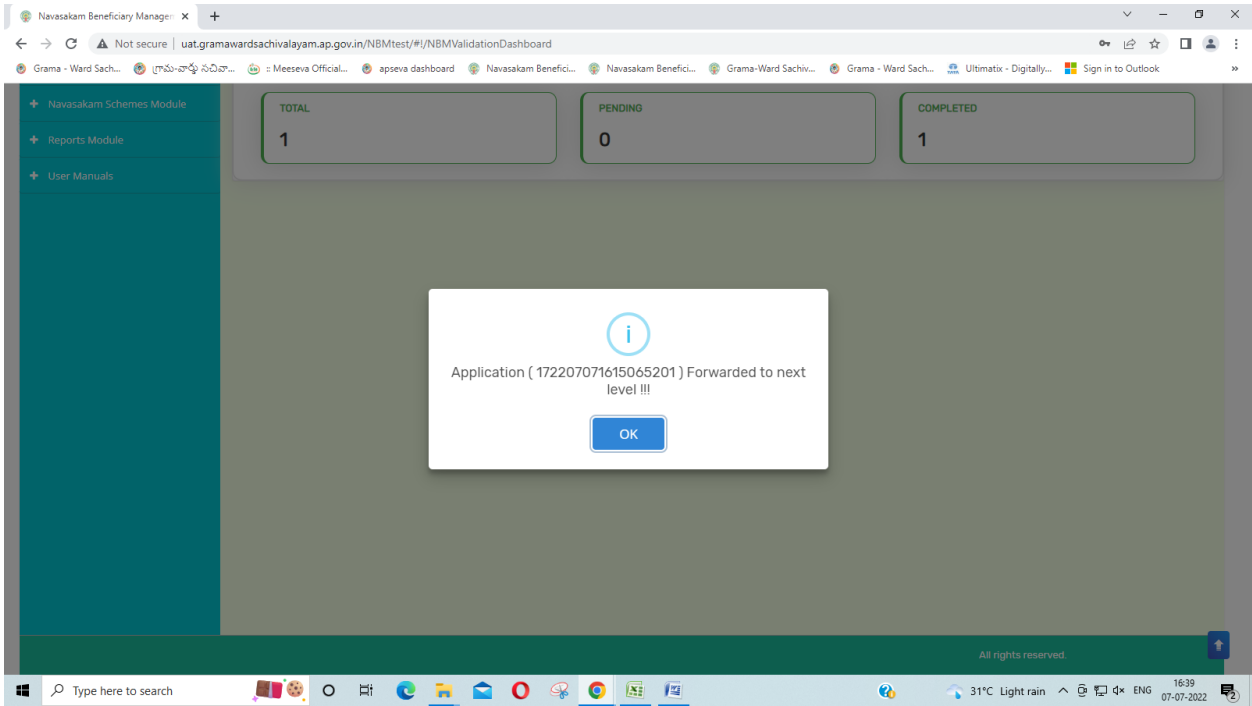 Navasakam Beneficiary Managem
Not secure | uat.gramawardsachivalayam.ap.gov.in/NBMtest/#!/NBMValidationDashboard
Grama - Ward Sach... గ్రామ-వార్డు సచివా... :: Meeseva Official... apseva dashboard Navasakam Benefici... Navasakam Benefici... Grama-Ward Sachiv... Grama - Ward Sach... Ultimatix - Digitally... Sign in to Outlook »
Navasakam Schemes Module
Reports Module
User Manuals
TOTAL PENDING COMPLETED
1 0 1
i
Application ( 172207071615065201 ) Forwarded to next
level !!!
OK
All rights reserved.
Type here to search
31°C Light rain ENG 16:39
07-07-2022
2